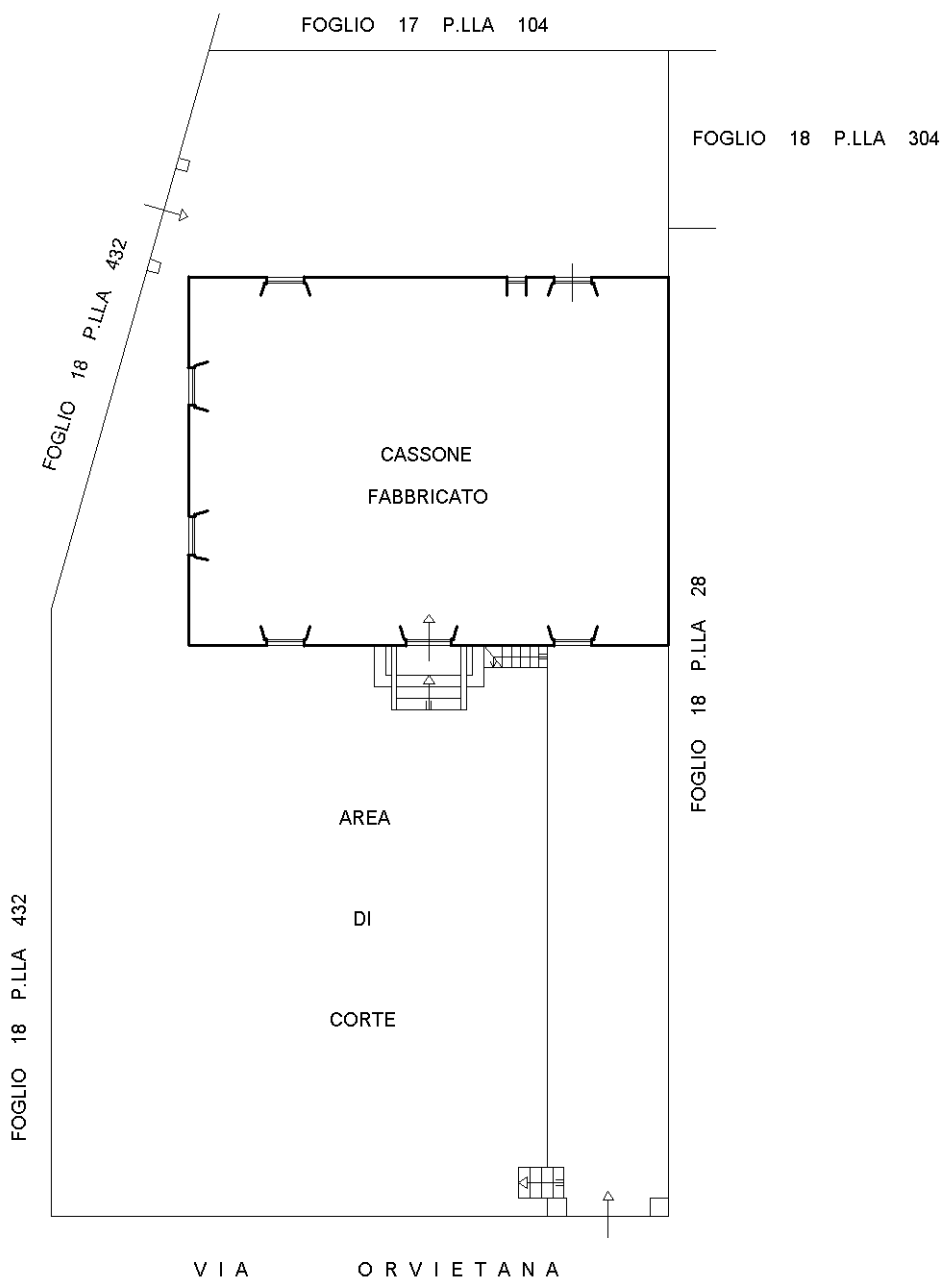 FOGLIO 17 P.LLA 104
FOGLIO 18 P.LLA 304
FOGLIO 18 P.LLA 432
CASSONE
FABBRICATO
FOGLIO 18 P.LLA 28
AREA
DI
CORTE
FOGLIO 18 P.LLA 432
VIA ORVIETANA